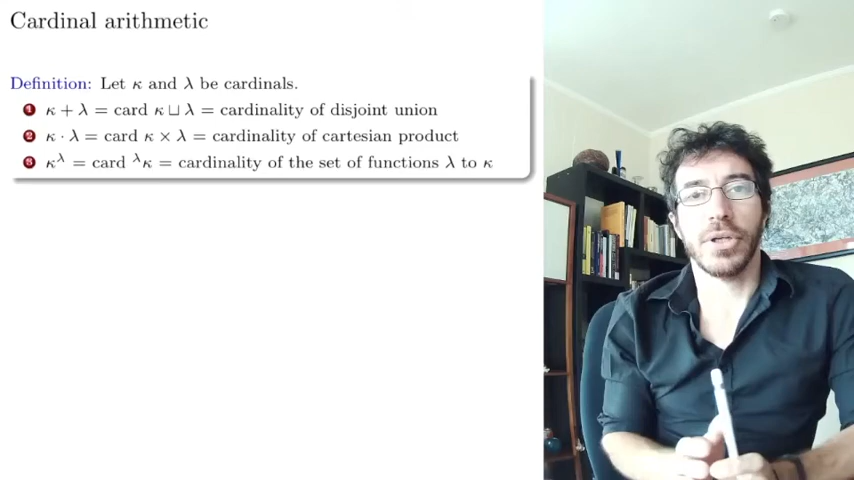 Cardinal arithmetic
Definition: Let κ and λ be cardinals.
1 κ + λ = card κ ⊔ λ = cardinality of disjoint union
2 κ · λ = card κ × λ = cardinality of cartesian product
3 κ^λ = card ^λκ = cardinality of the set of functions λ to κ